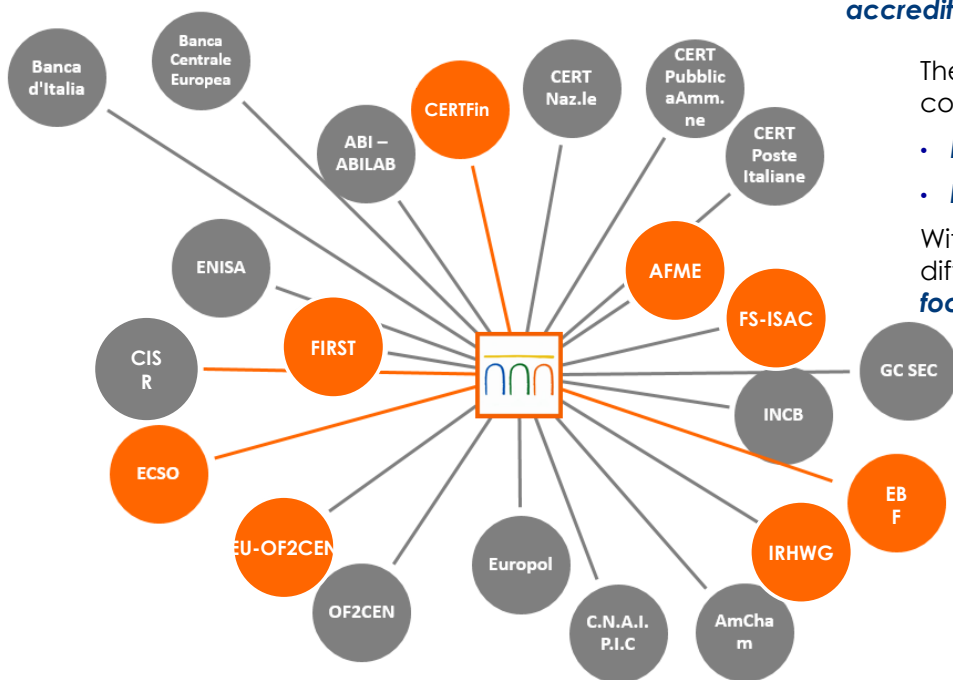 accredit
Banca
d'Italia
Banca
Centrale
Europea
ABI –
ABILAB
CERTFin
CERT
Naz.le
CERT
Pubblic
aAmm.
ne
CERT
Poste
Italiane
The
co
ENISA
AFME
Wit
diff
foc
FIRST
FS-ISAC
CIS
R
GC SEC
INCB
ECSO
EB
F
EU-OF2CEN
IRHWG
Europol
OF2CEN
C.N.A.I.
P.I.C
AmCha
m